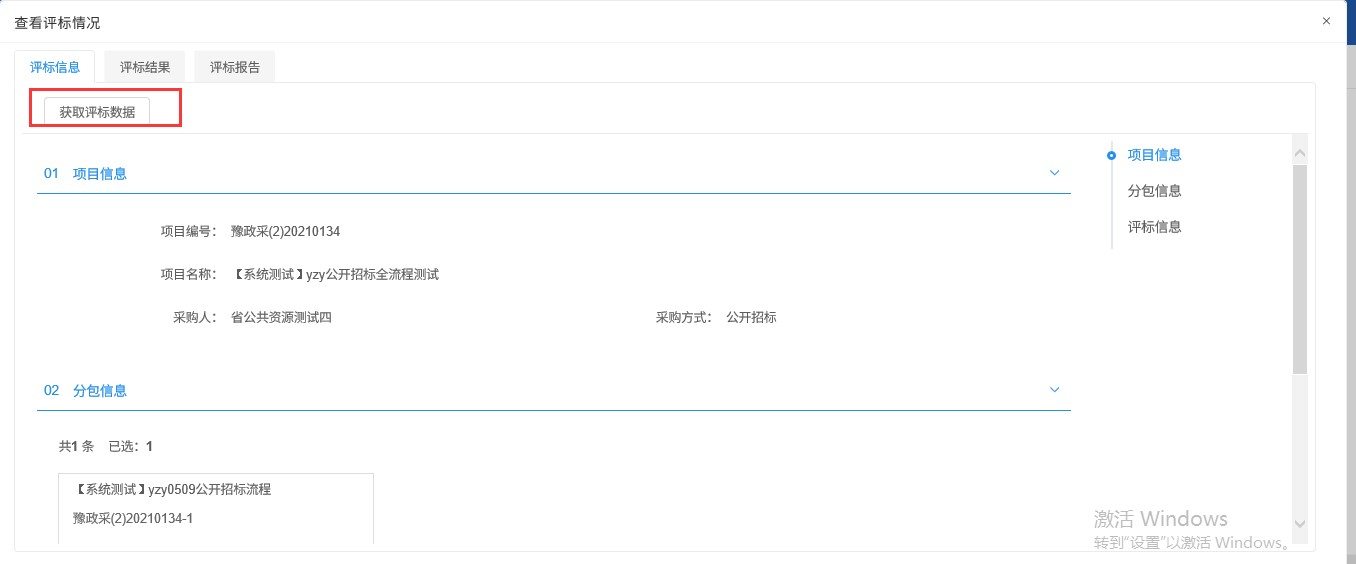 查看评标情况
×
评标信息 评标结果 评标报告
获取评标数据
01 项目信息
项目编号： 豫政采(2)20210134
项目名称： 【系统测试】yzy公开招标全流程测试
采购人： 省公共资源测试四 采购方式： 公开招标
02 分包信息
共1 条 已选：1
【系统测试】yzy0509公开招标流程
豫政采(2)20210134-1
项目信息
分包信息
评标信息
激活 Windows
转到“设置”以激活 Windows。